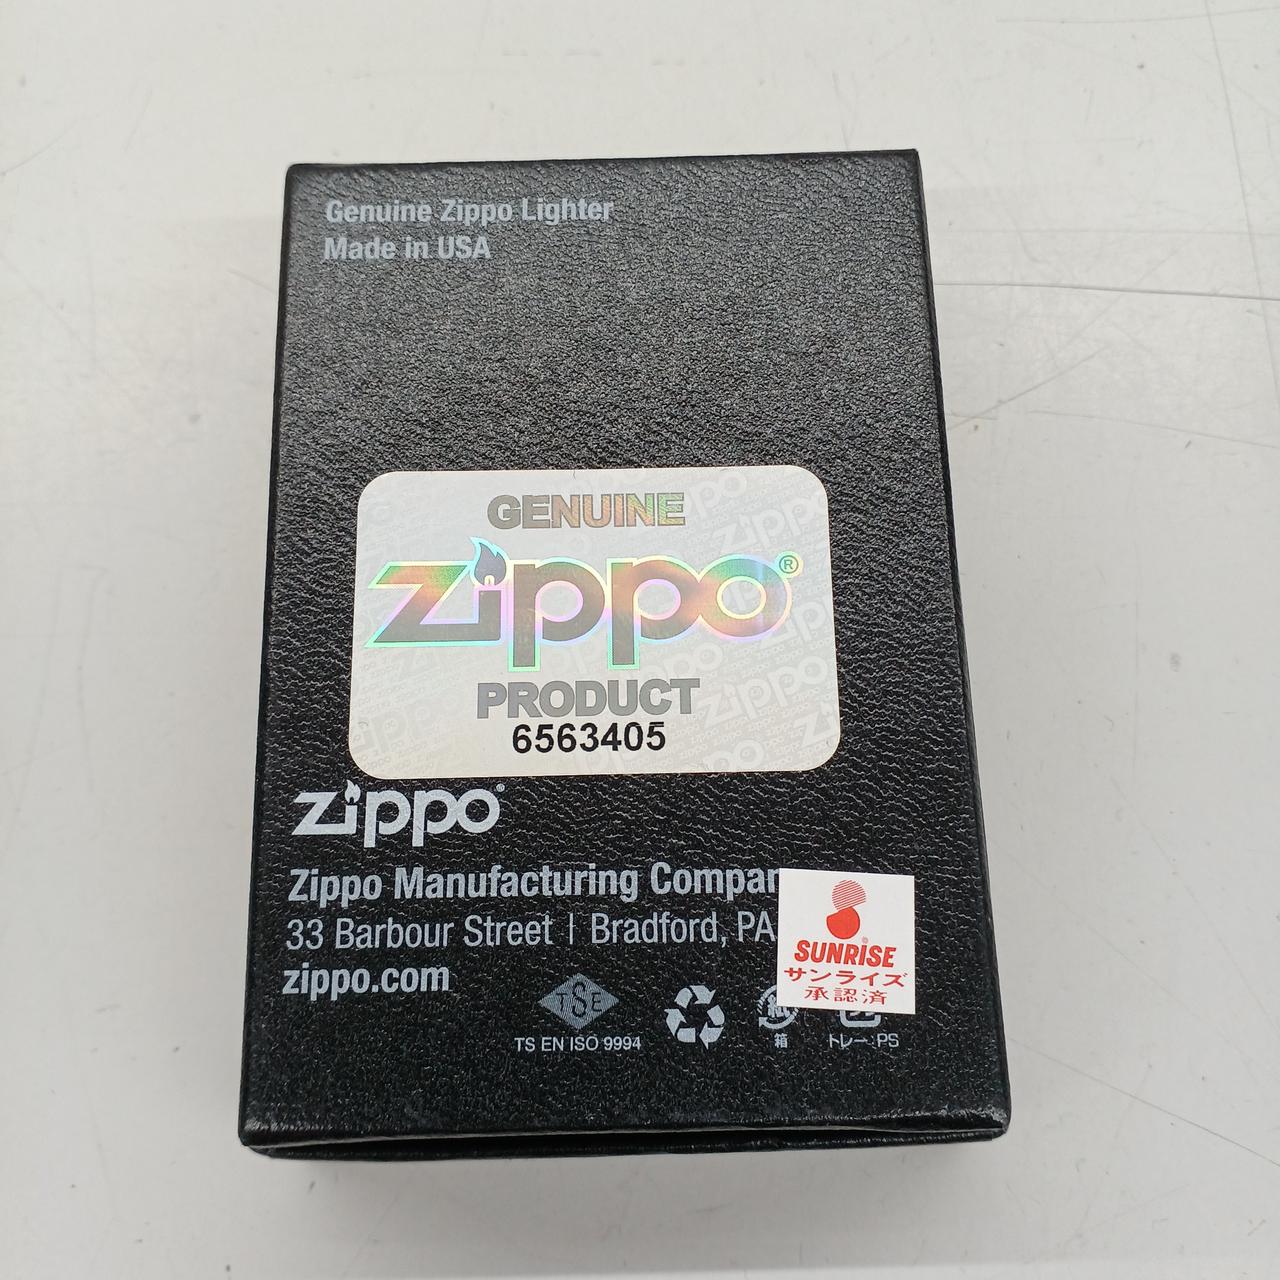 Genuine Zippo Lighter
Made in USA
GENUINE
zippo®
PRODUCT
6563405
zippo
Zippo Manufacturing
33 Barbour Street | Bradford, PA
zippo.com
SUNRISE
サンライズ
承認済
TSE
TS EN ISO 9994
紙
箱
トレー:PS